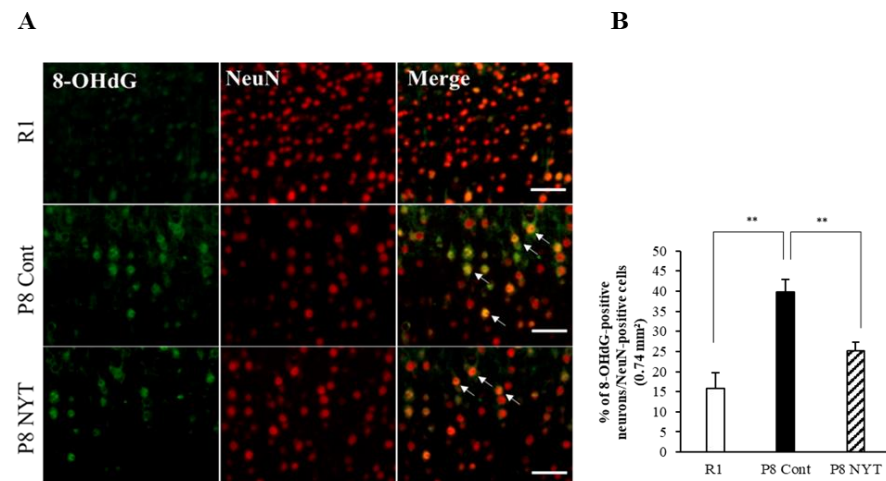 A
B
8-OHdG
NeuN
Merge
R1
P8 Cont
P8 NYT
% of 8-OHdG-positive
neurons/NeuN-positive cells
(0.74 mm²)
**
**
50
45
40
35
30
25
20
15
10
5
0
R1
P8 Cont
P8 NYT